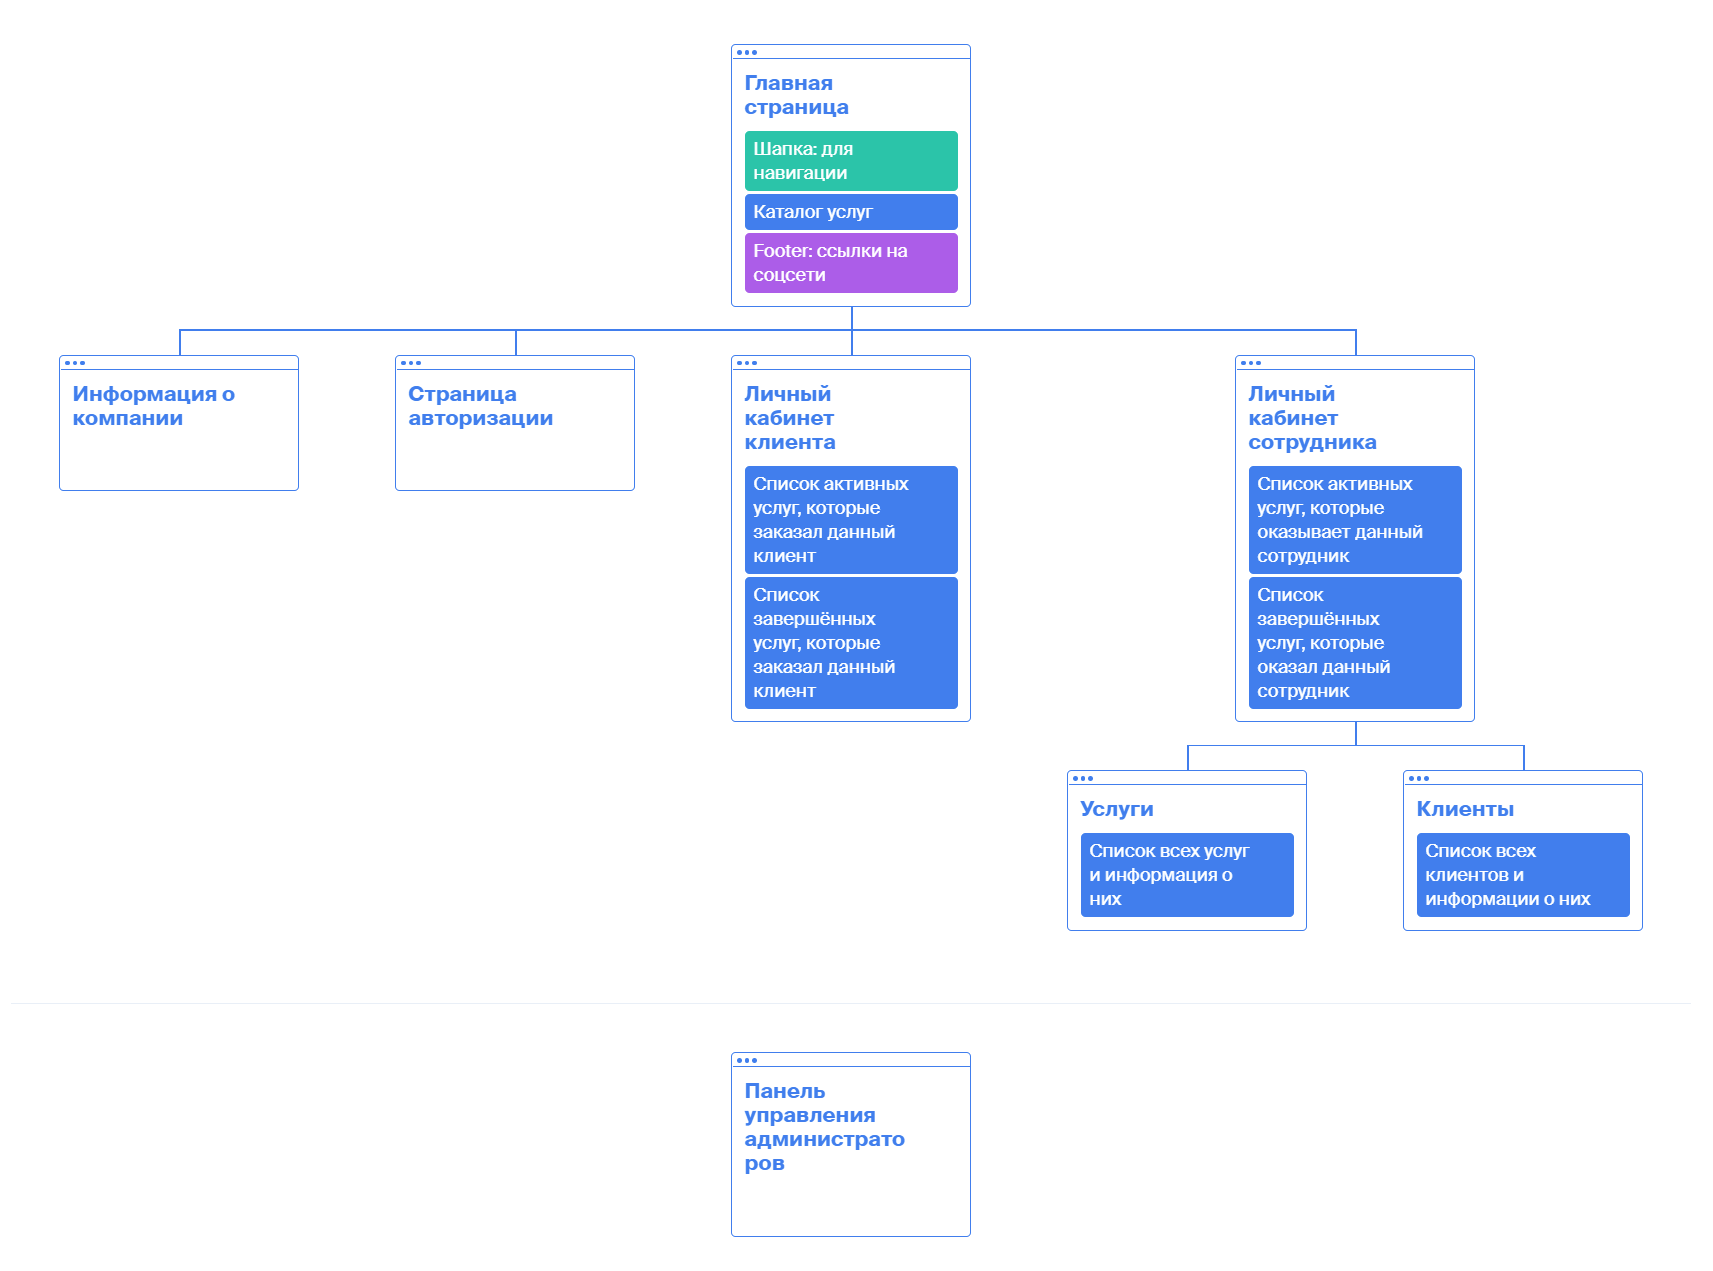 Главная
страница
Шапка: для
навигации
Каталог услуг
Footer: ссылки на
соцсети
Информация о
компании
Страница
авторизации
Личный
кабинет
клиента
Список активных
услуг, которые
заказал данный
клиент
Список
завершённых
услуг, которые
заказал данный
клиент
Личный
кабинет
сотрудника
Список активных
услуг, которые
оказывает данный
сотрудник
Список
завершённых
услуг, которые
оказал данный
сотрудник
Услуги
Список всех услуг
и информация о
них
Клиенты
Список всех
клиентов и
информации о них
Панель
управления
администрато
ров